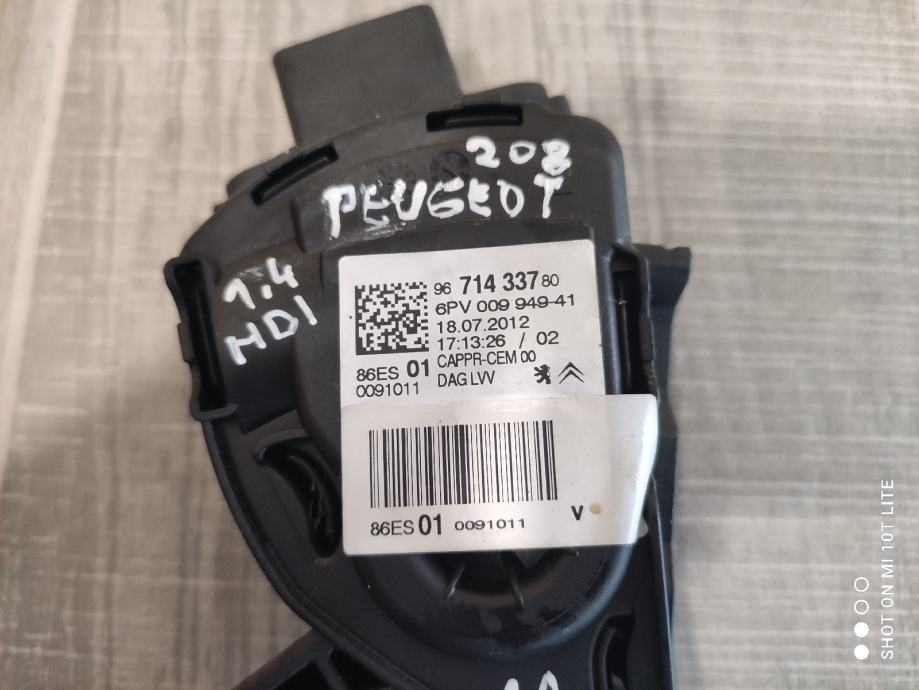 208
PEUGEOT
1.4
HDI
96 714 337 80
6PV 009 949-41
18.07.2012
17:13:26 / 02
86ES 01 CAPPR-CEM 00
0091011 DAG LVV
86ES 01 0091011 V
SHOT ON MI 10T LITE